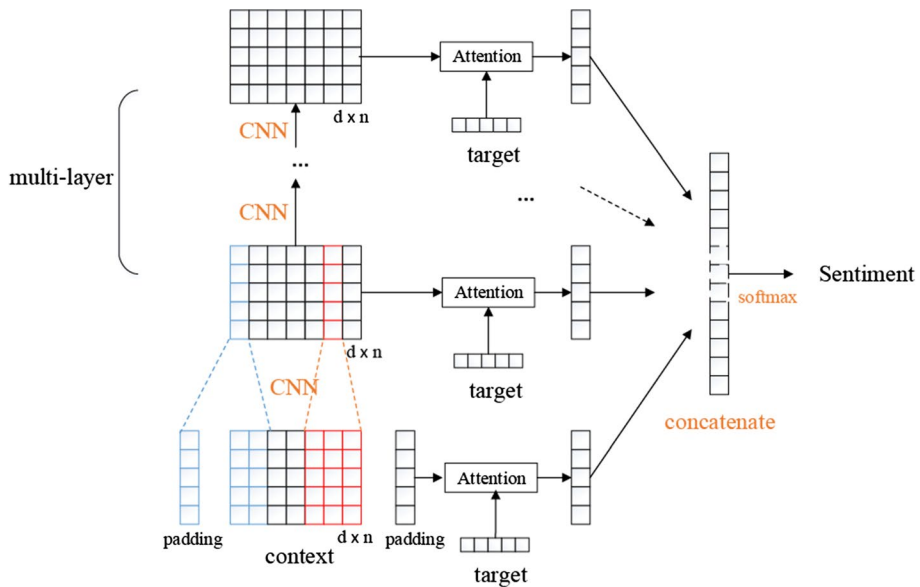 Attention
d x n
CNN
target
...
multi-layer
...
CNN
Sentiment
Attention
softmax
d x n
target
CNN
concatenate
Attention
padding
d x n
padding
context
target